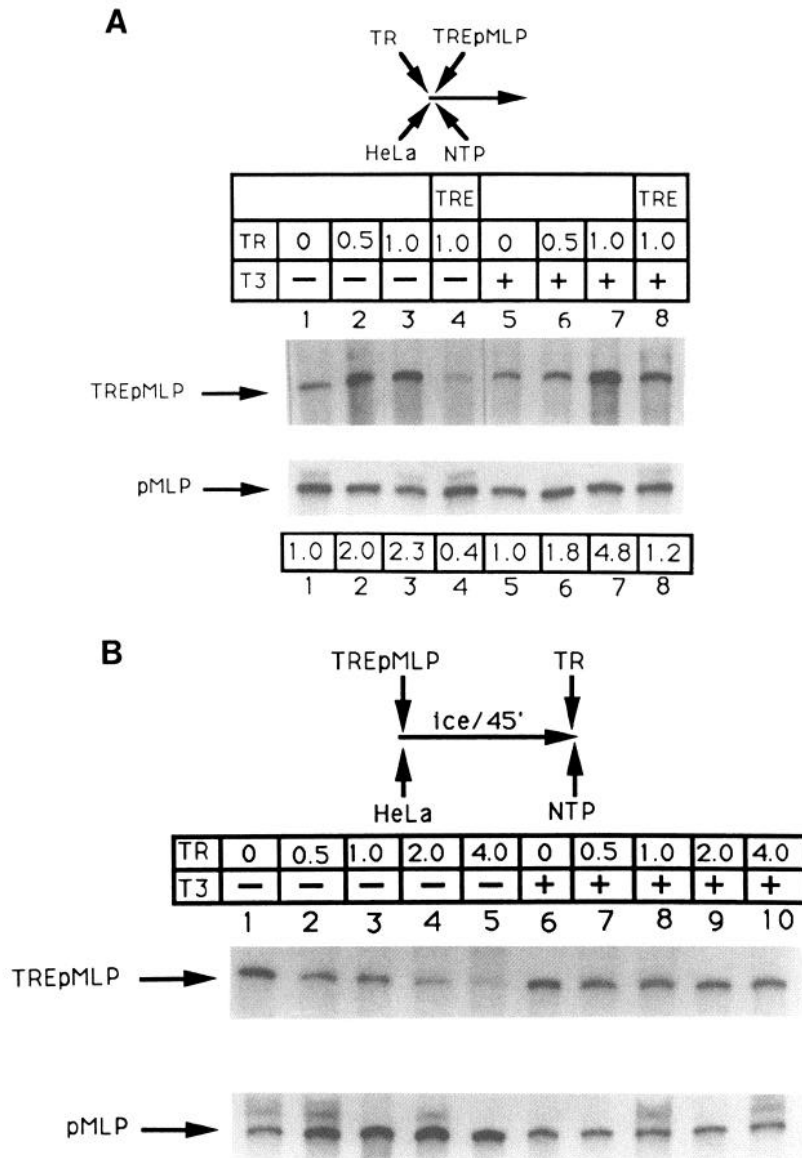 A
TR TREpMLP
HeLa NTP
TRE TRE
TR 0 0.5 1.0 1.0 0 0.5 1.0 1.0
T3 — — — — + + + +
1 2 3 4 5 6 7 8
TREpMLP
pMLP
1.0 2.0 2.3 0.4 1.0 1.8 4.8 1.2
1 2 3 4 5 6 7 8
B
TREpMLP TR
ice/45'
HeLa NTP
TR 0 0.5 1.0 2.0 4.0 0 0.5 1.0 2.0 4.0
T3 — — — — — + + + + +
1 2 3 4 5 6 7 8 9 10
TREpMLP
pMLP